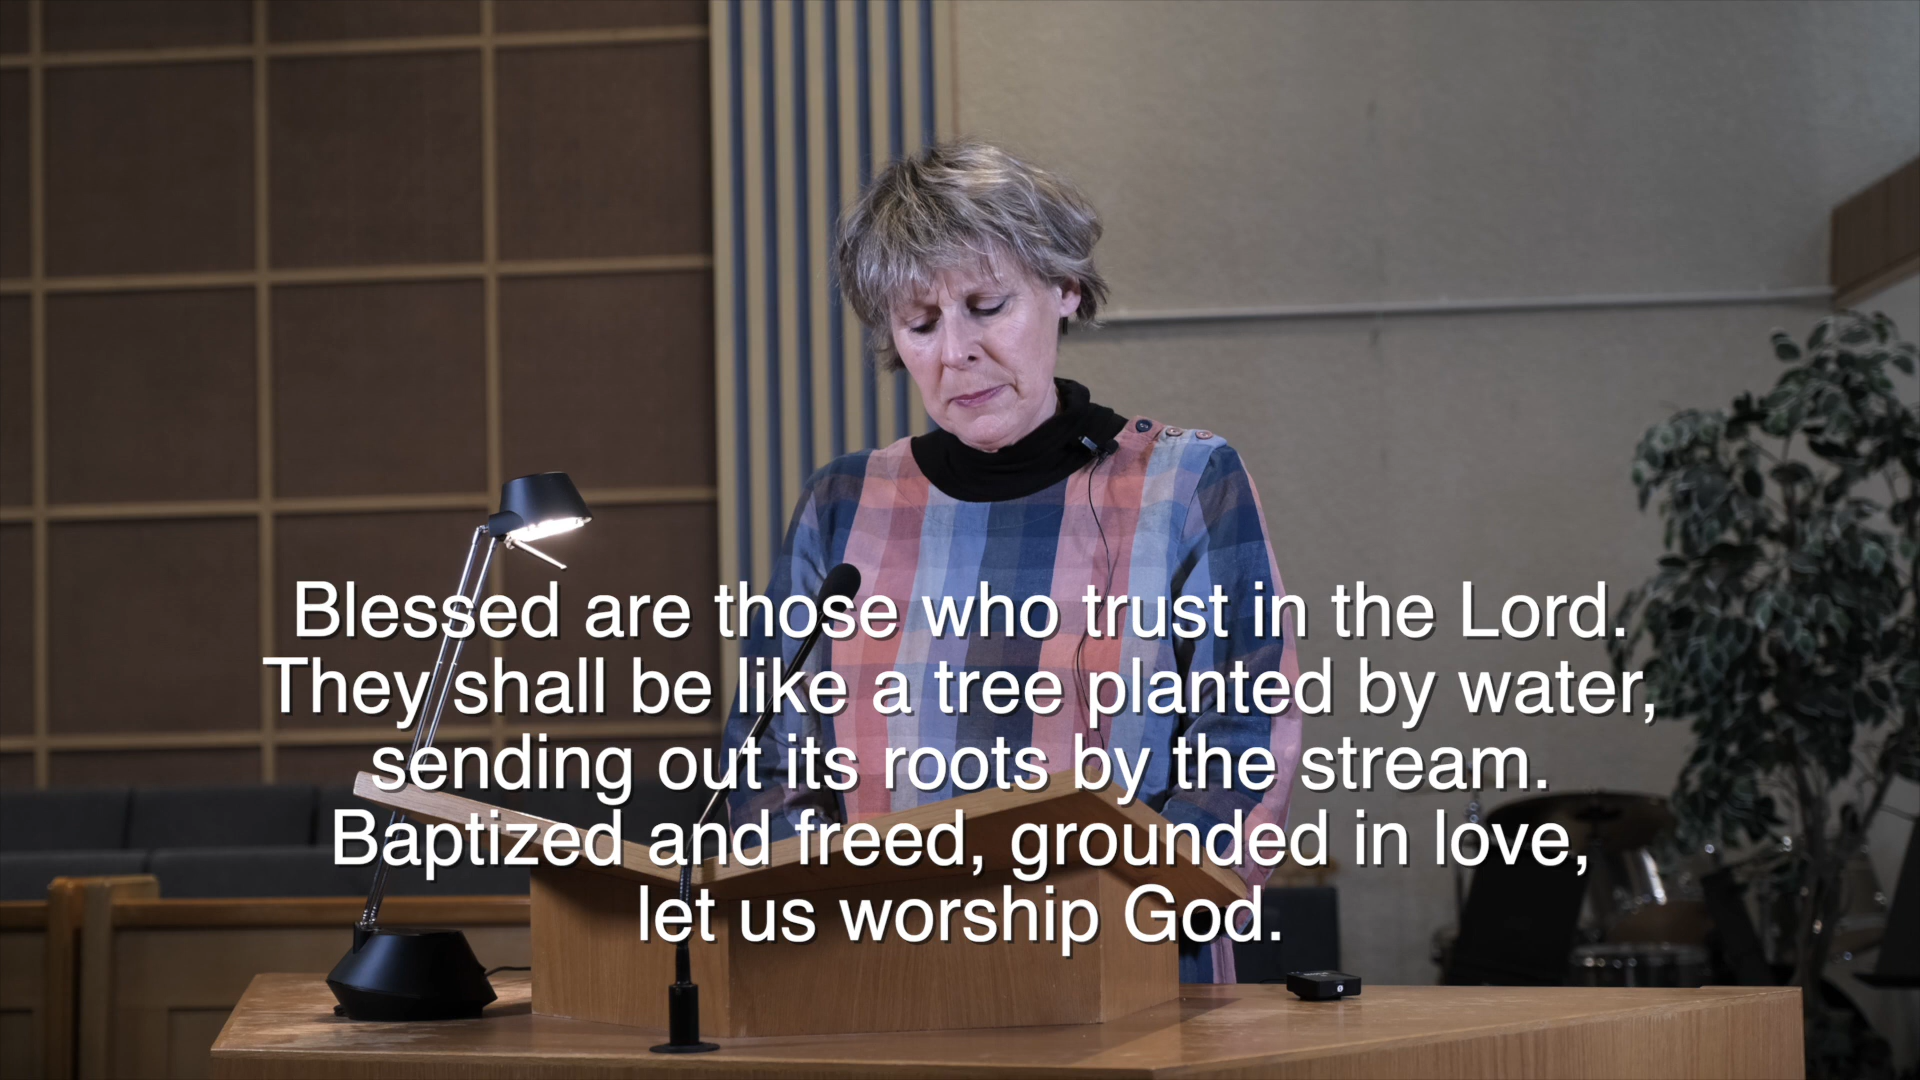 Blessed are those who trust in the Lord.
They shall be like a tree planted by water,
sending out its roots by the stream.
Baptized and freed, grounded in love,
let us worship God.